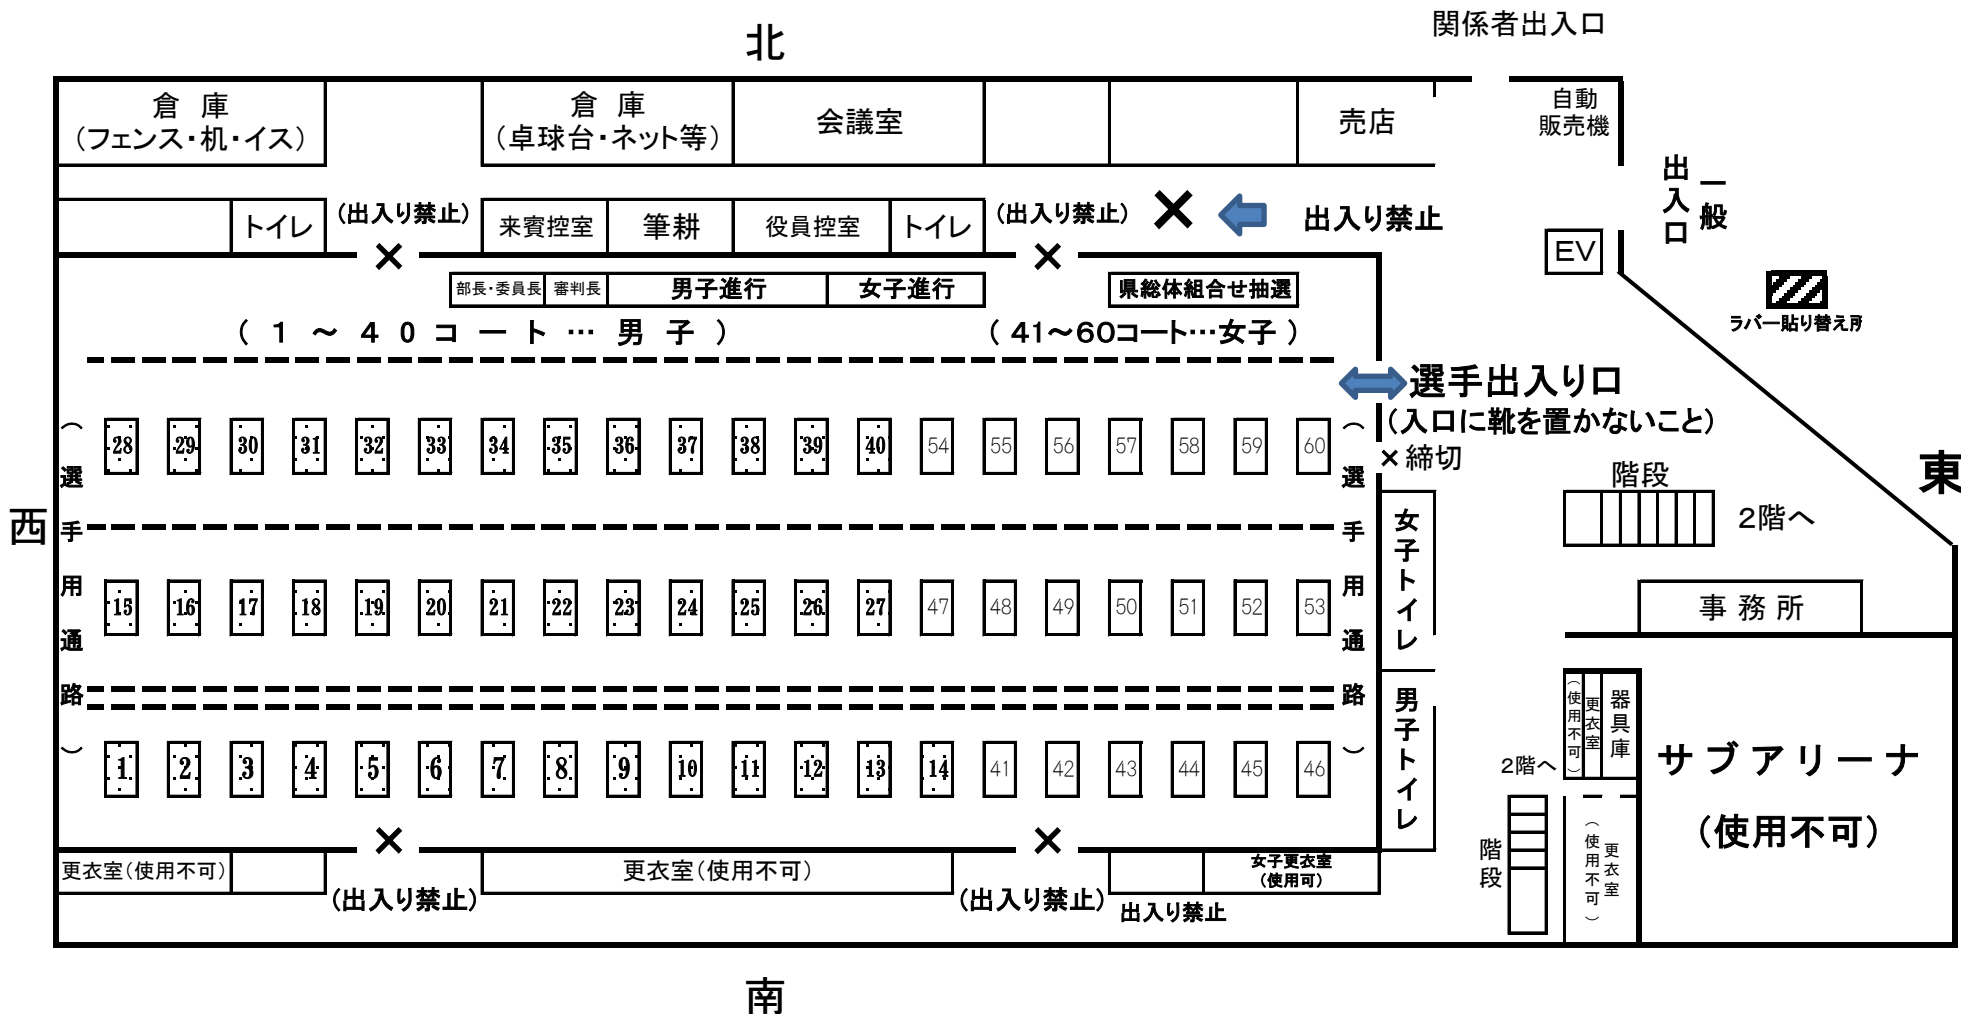 関係者出入口
北
倉 庫
（フェンス・机・イス）
倉 庫
（卓球台・ネット等）
会議室
売店
自動
販売機
一般
出入口
トイレ
（出入り禁止）
×
来賓控室
筆耕
役員控室
トイレ
（出入り禁止）
×
×
出入り禁止
EV
部長・委員長
審判長
男子進行
女子進行
県総体組合せ抽選
ラバー貼り替え所
（１～４０コート…男子）
（41～60コート…女子）
選手出入り口
（入口に靴を置かないこと）
×締切
28 29 30 31 32 33 34 35 36 37 38 39 40 54 55 56 57 58 59 60
（選手用通路）
（選手用通路）
西
東
階段
2階へ
女子トイレ
15 16 17 18 19 20 21 22 23 24 25 26 27 47 48 49 50 51 52 53
事務所
男子トイレ
1 2 3 4 5 6 7 8 9 10 11 12 13 14 41 42 43 44 45 46
器具庫
更衣室
（使用不可）
2階へ
サブアリーナ
（使用不可）
×
×
更衣室（使用不可）
（出入り禁止）
更衣室（使用不可）
（出入り禁止）
女子更衣室
（使用可）
出入り禁止
階段
更衣室
（使用不可）
南